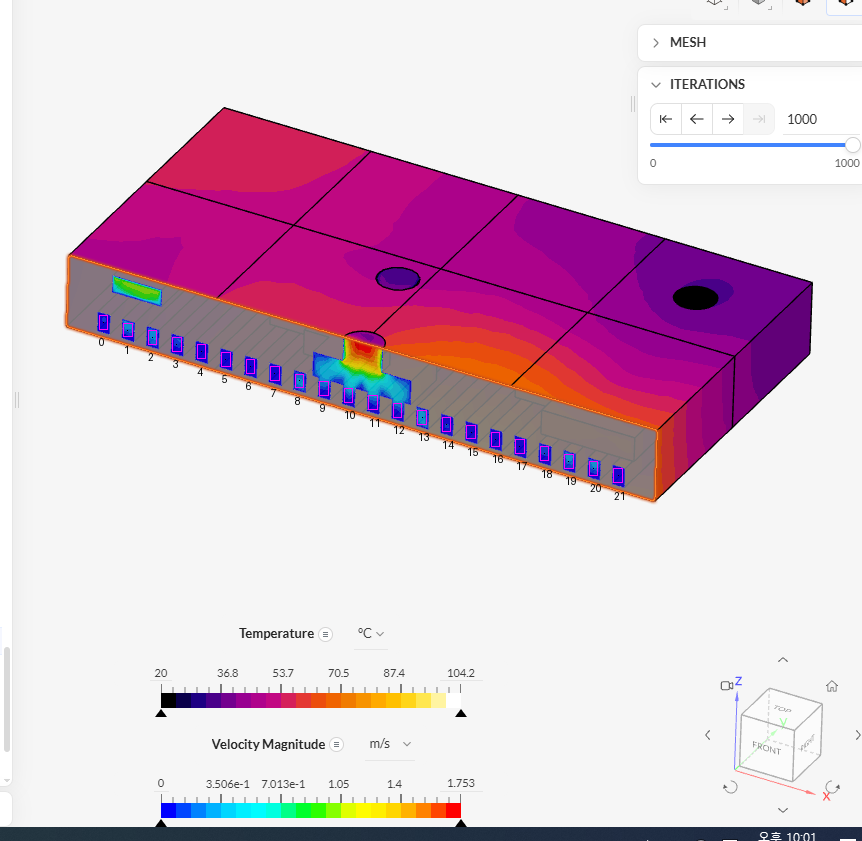 MESH
ITERATIONS
1000
0 1000
0
1
2
3
4
5
6
7
8
9
10
11
12
13
14
15
16
17
18
19
20
21
Temperature °C
20 36.8 53.7 70.5 87.4 104.2
Velocity Magnitude m/s
0 3.506e-1 7.013e-1 1.05 1.4 1.753
Z
TOP
Y
FRONT
X
오후 10:01